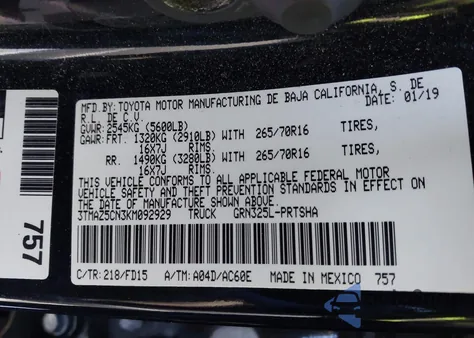 MFD.BY:TOYOTA MOTOR MANUFACTURING DE BAJA CALIFORNIA, S. DE
R.L. DE C.V. DATE: 01/19
GVWR: 2545KG (5600LB)
GAWR:FRT. 1320KG (2910LB) WITH 265/70R16 TIRES,
16X7J RIMS.
RR. 1490KG (3280LB) WITH 265/70R16 TIRES,
16X7J RIMS.
THIS VEHICLE CONFORMS TO ALL APPLICABLE FEDERAL MOTOR
VEHICLE SAFETY STANDARDS IN EFFECT ON
THE DATE OF MANUFACTURE SHOWN ABOVE.
3TMAZ5CN3KM092929 TRUCK GRN325L-PRTSHA
C/TR:218/FD15 A/TM:A04D/AC60E MADE IN MEXICO 757
757